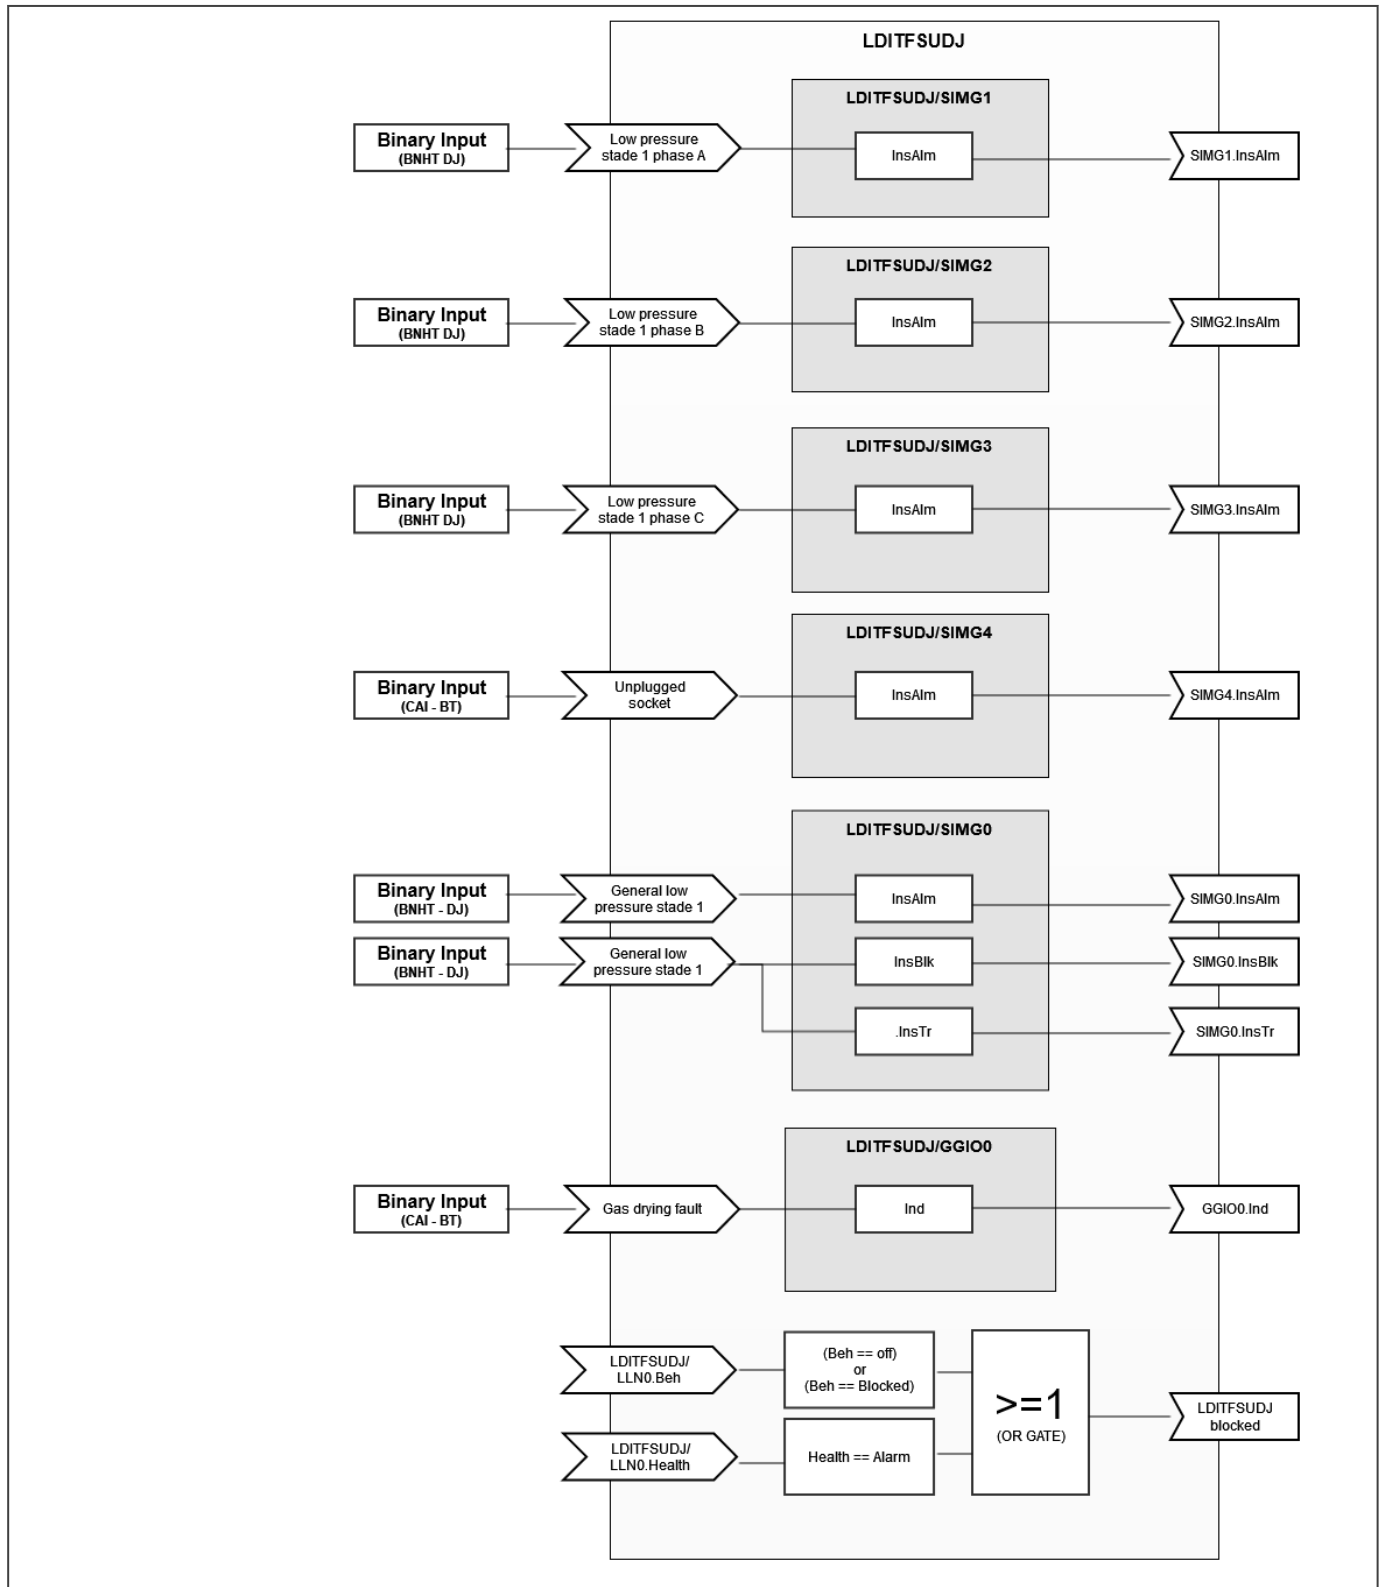 LDITFSUDJ
LDITFSUDJ/SIMG1
Binary Input
(BNHT DJ)
Low pressure
stade 1 phase A
InsAlm
SIMG1.InsAlm
LDITFSUDJ/SIMG2
Binary Input
(BNHT DJ)
Low pressure
stade 1 phase B
InsAlm
SIMG2.InsAlm
LDITFSUDJ/SIMG3
Binary Input
(BNHT DJ)
Low pressure
stade 1 phase C
InsAlm
SIMG3.InsAlm
LDITFSUDJ/SIMG4
Binary Input
(CAI - BT)
Unplugged
socket
InsAlm
SIMG4.InsAlm
LDITFSUDJ/SIMG0
Binary Input
(BNHT - DJ)
General low
pressure stade 1
InsAlm
SIMG0.InsAlm
Binary Input
(BNHT - DJ)
General low
pressure stade 1
InsBlk
SIMG0.InsBlk
.InsTr
SIMG0.InsTr
LDITFSUDJ/GGIO0
Binary Input
(CAI - BT)
Gas drying fault
Ind
GGIO0.Ind
LDITFSUDJ/
LLN0.Beh
(Beh == off)
or
(Beh == Blocked)
>=1
(OR GATE)
LDITFSUDJ
blocked
LDITFSUDJ/
LLN0.Health
Health == Alarm